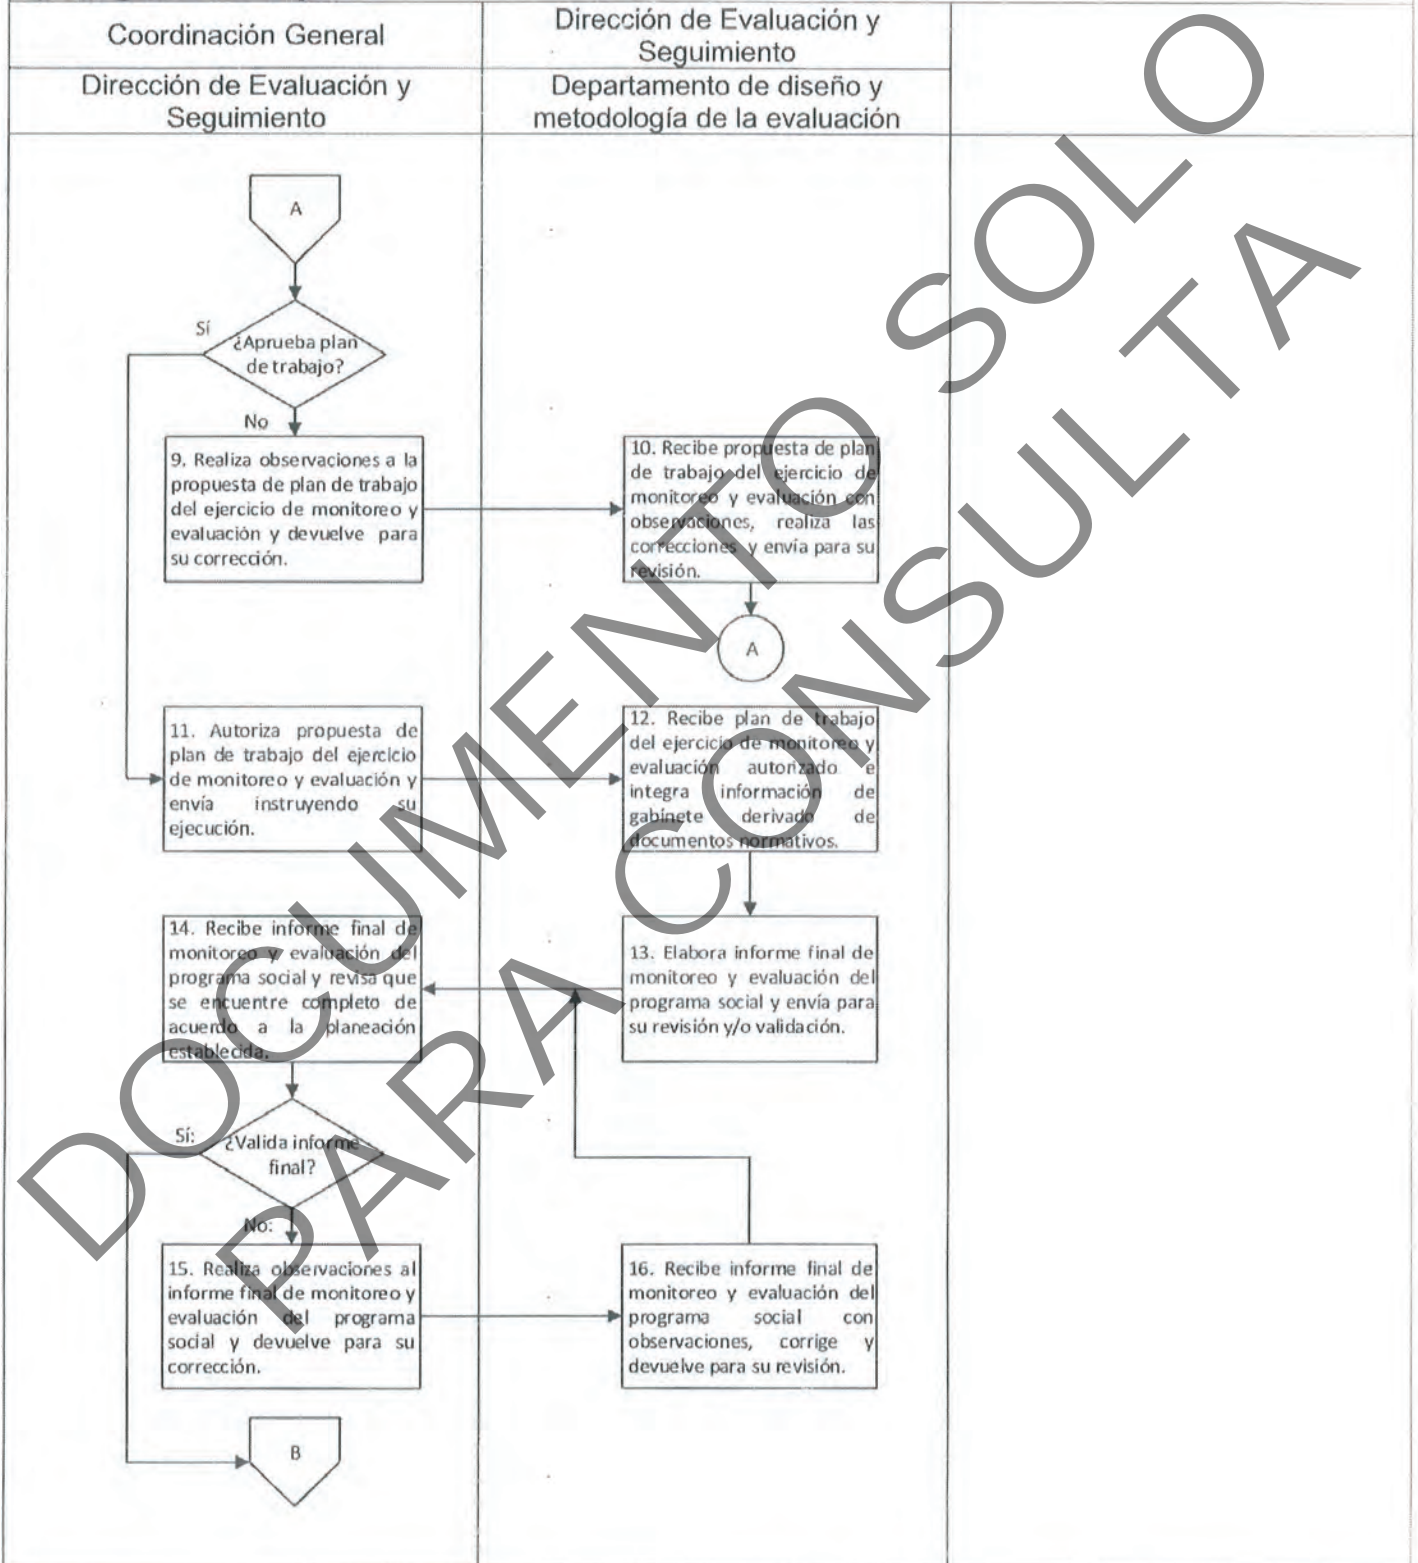 Coordinación General
Dirección de Evaluación y
Seguimiento
Dirección de Evaluación y
Seguimiento
Departamento de diseño y
metodología de la evaluación
A
Sí
¿Aprueba plan
de trabajo?
No
9. Realiza observaciones a la
propuesta de plan de trabajo
del ejercicio de monitoreo y
evaluación y devuelve para
su corrección.
10. Recibe propuesta de plan
de trabajo del ejercicio de
monitoreo y evaluación con
observaciones, realiza las
correcciones y envía para su
revisión.
A
11. Autoriza propuesta de
plan de trabajo del ejercicio
de monitoreo y evaluación y
envía instruyendo su
ejecución.
12. Recibe plan de trabajo
del ejercicio de monitoreo y
evaluación autorizado e
integra información de
gabinete derivado de
documentos normativos.
14. Recibe informe final de
monitoreo y evaluación del
programa social y revisa que
se encuentre completo de
acuerdo a la planeación
establecida.
13. Elabora informe final de
monitoreo y evaluación del
programa social y envía para
su revisión y/o validación.
Sí:
¿Valida informe
final?
No:
15. Realiza observaciones al
informe final de monitoreo y
evaluación del programa
social y devuelve para su
corrección.
16. Recibe informe final de
monitoreo y evaluación del
programa social con
observaciones, corrige y
devuelve para su revisión.
B
DOCUMENTO SOLO
PARA CONSULTA